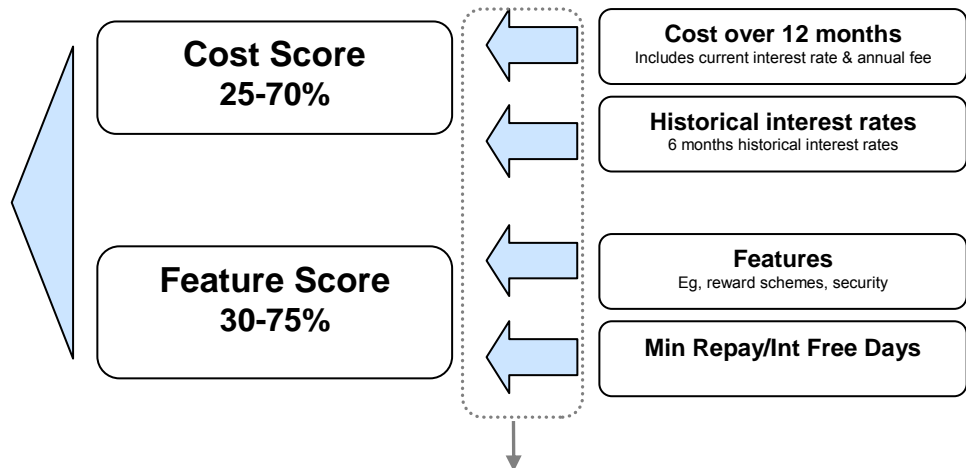 Cost Score
25-70%
Cost over 12 months
Includes current interest rate & annual fee
Historical interest rates
6 months historical interest rates
Feature Score
30-75%
Features
Eg, reward schemes, security
Min Repay/Int Free Days